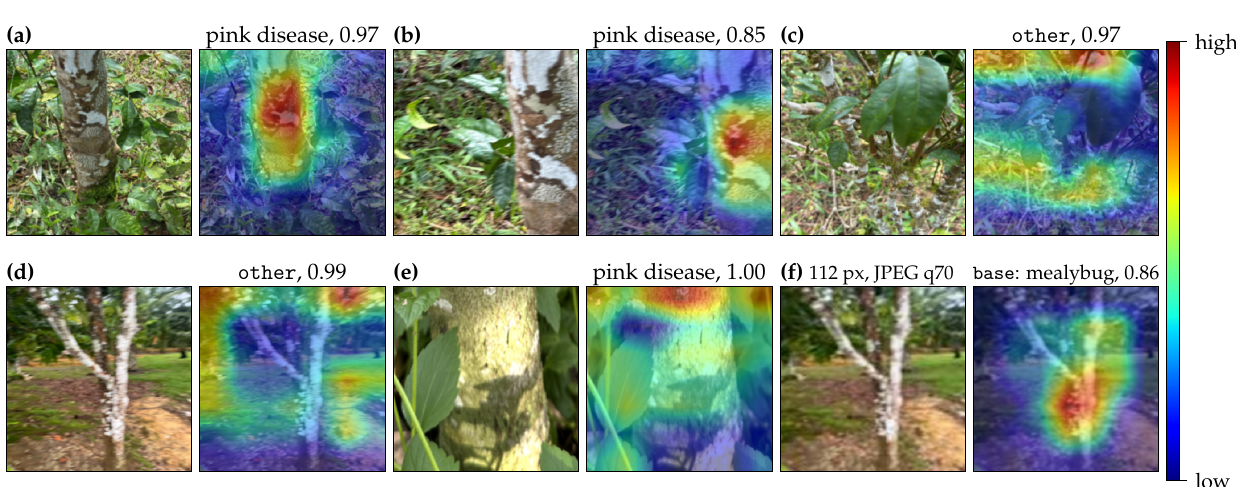 (a)
pink disease, 0.97
(b)
pink disease, 0.85
(c)
other, 0.97
high
(d)
other, 0.99
(e)
pink disease, 1.00
(f) 112 px, JPEG q70
base: mealybug, 0.86
low